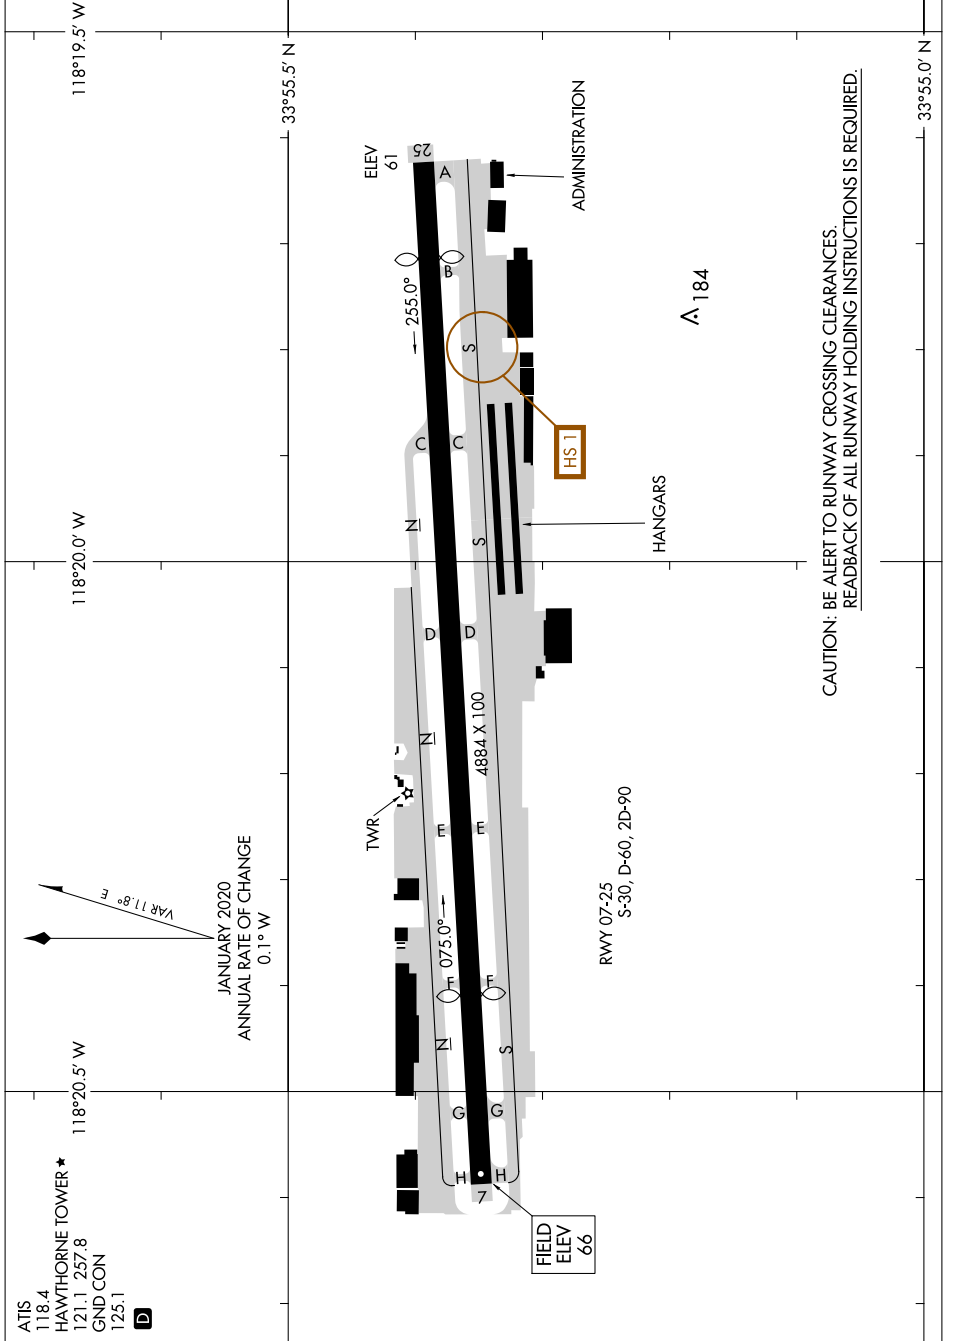 ATIS
118.4
HAWTHORNE TOWER
121.1 257.8
GND CON
125.1
D
118°20.5' W
118°20.0' W
118°19.5' W
JANUARY 2020
ANNUAL RATE OF CHANGE
0.1° W
VAR 11.8° E
33°55.5' N
TWR
ELEV
61
25
A
B
255.0°
S
HS 1
C
C
N
S
D
D
N
4884 X 100
E
E
075.0°
F
F
N
S
G
G
H
H
7
FIELD
ELEV
66
ADMINISTRATION
HANGARS
184
RWY 07-25
S-30, D-60, 2D-90
CAUTION: BE ALERT TO RUNWAY CROSSING CLEARANCES.
READBACK OF ALL RUNWAY HOLDING INSTRUCTIONS IS REQUIRED.
33°55.0' N